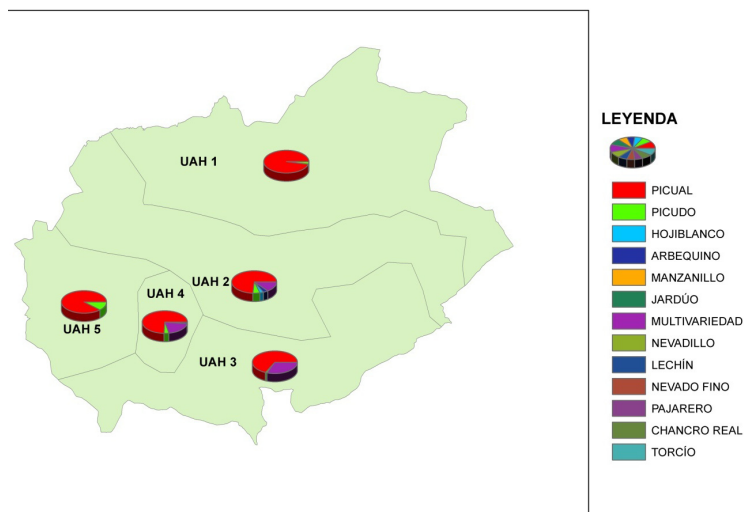 LEYENDA
UAH 1
UAH 2
UAH 4
UAH 5
UAH 3
PICUAL
PICUDO
HOJIBLANCO
ARBEQUINO
MANZANILLO
JARDÚO
MULTIVARIEDAD
NEVADILLO
LECHÍN
NEVADO FINO
PAJARERO
CHANCRO REAL
TORCÍO